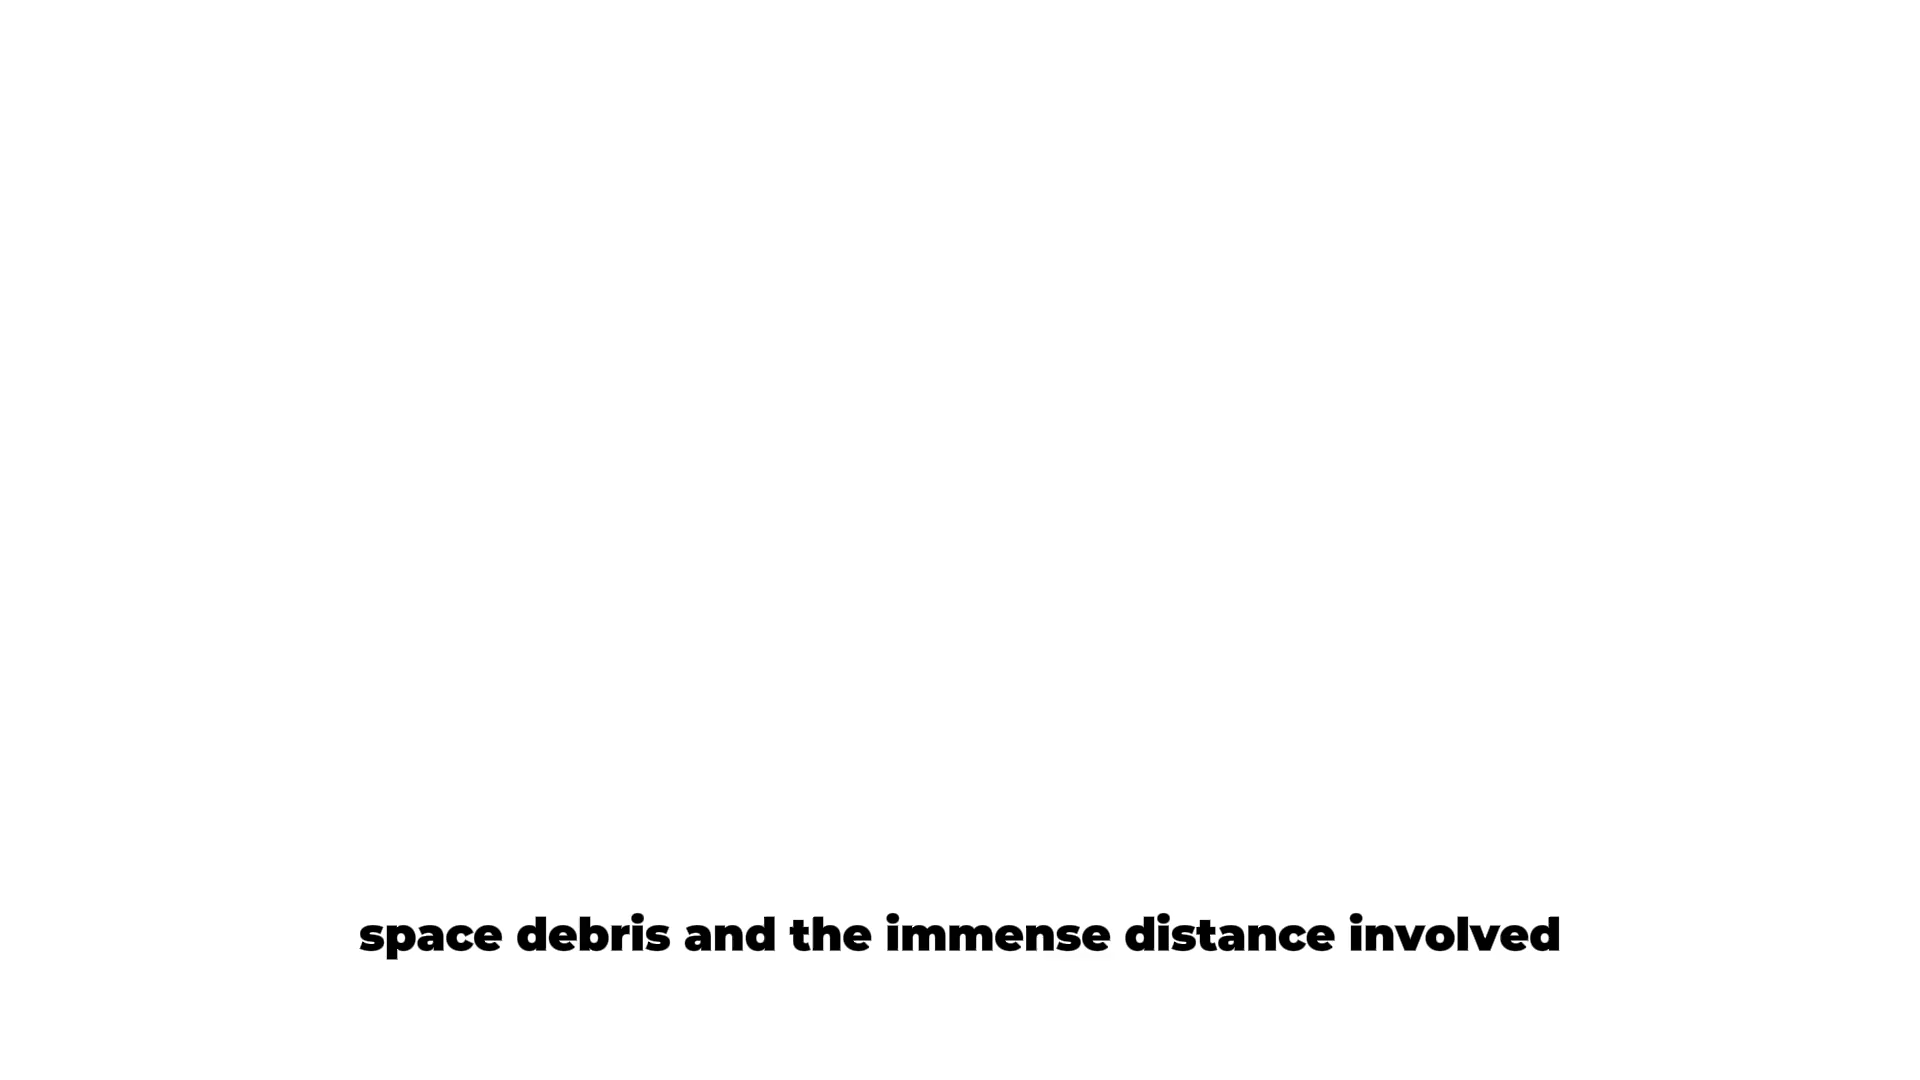 space debris and the immense distance involved